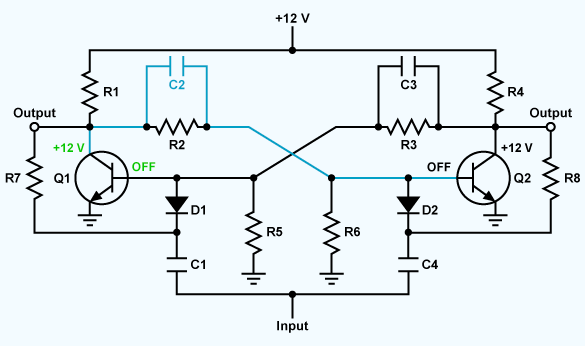 +12 V
R1
C2
C3
R4
Output
R2
R3
Output
+12 V
+12 V
R7
Q1
OFF
OFF
Q2
R8
D1
R5
R6
D2
C1
C4
Input